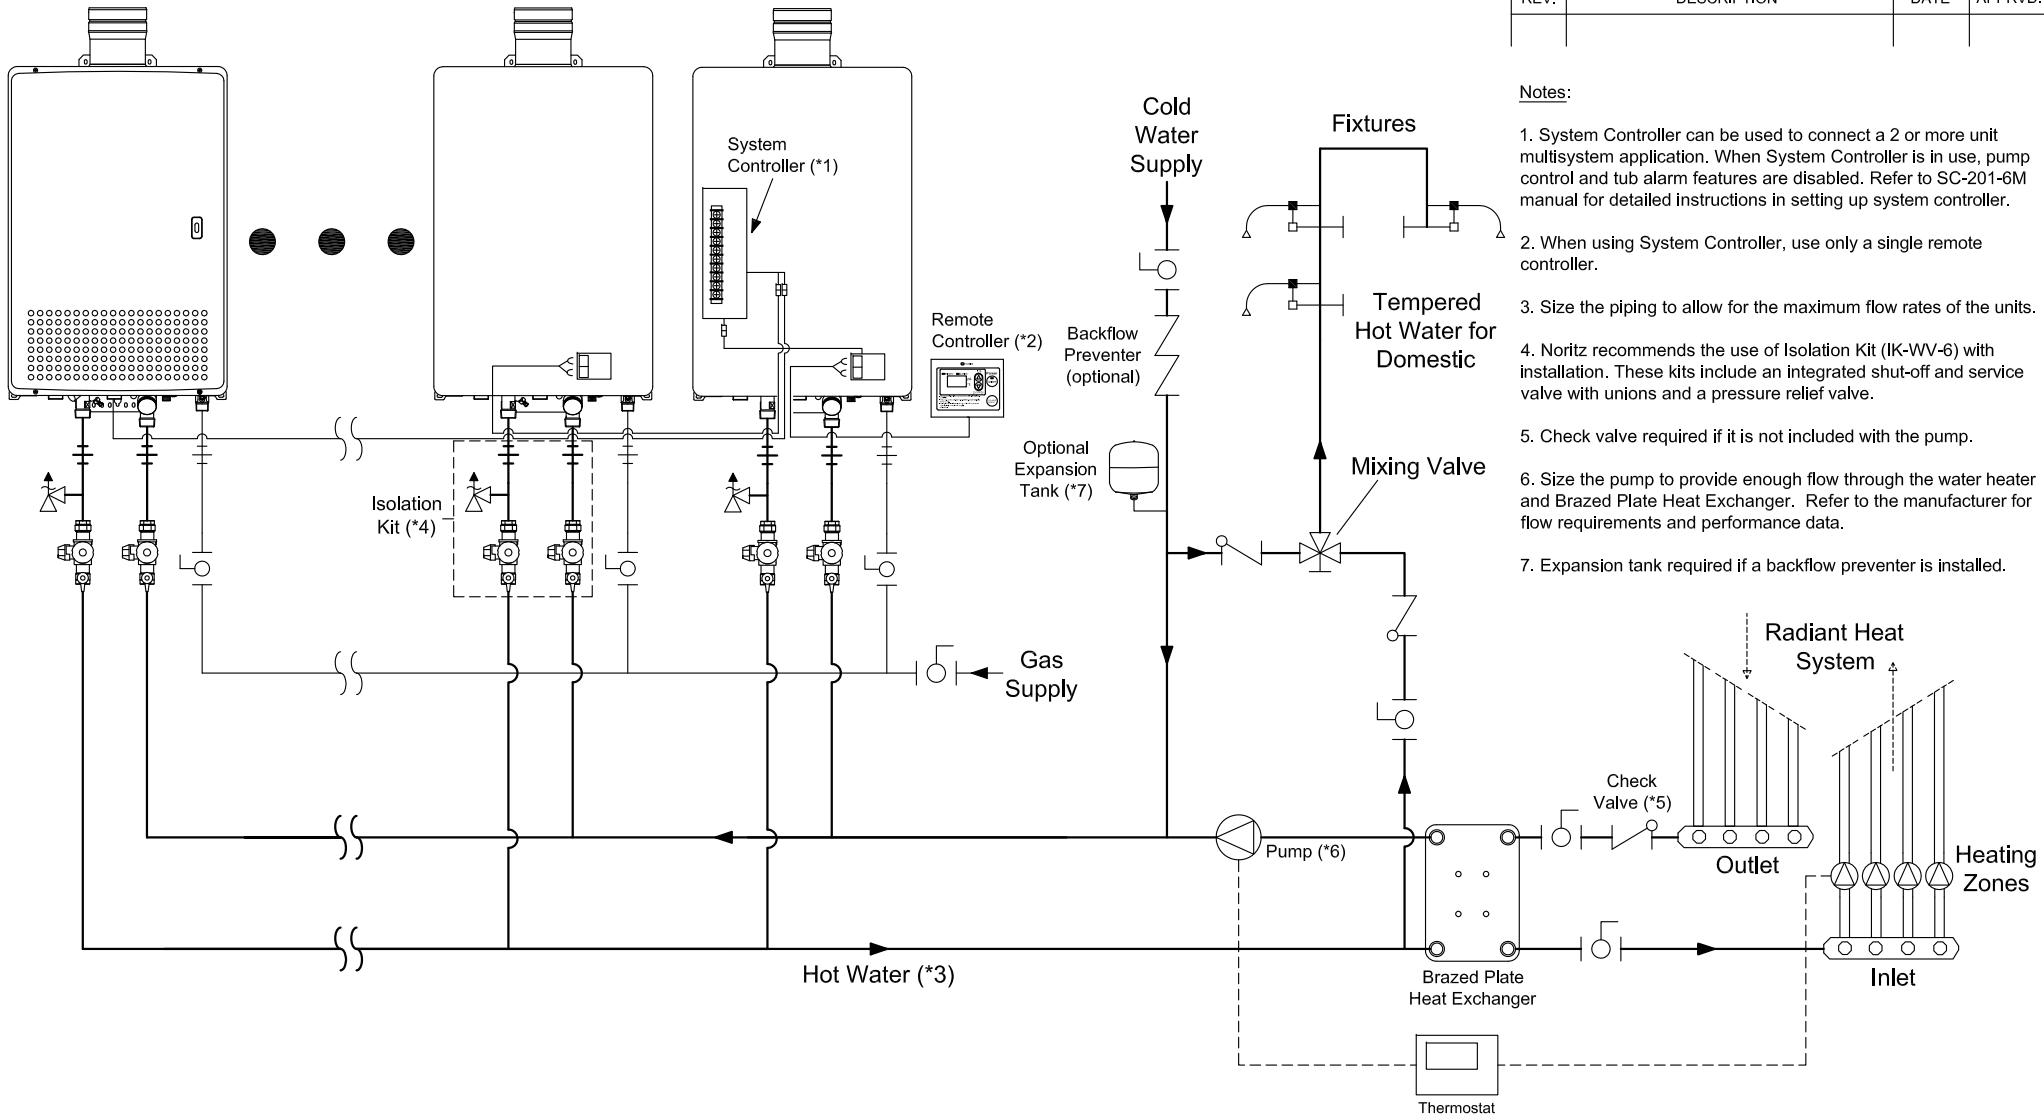 REV.
DESCRIPTION
DATE
APPRVD.
Notes:
1. System Controller can be used to connect a 2 or more unit
multisystem application. When System Controller is in use, pump
control and tub alarm features are disabled. Refer to SC-201-6M
manual for detailed instructions in setting up system controller.
2. When using System Controller, use only a single remote
controller.
3. Size the piping to allow for the maximum flow rates of the units.
4. Noritz recommends the use of Isolation Kit (IK-WV-6) with
installation. These kits include an integrated shut-off and service
valve with unions and a pressure relief valve.
5. Check valve required if it is not included with the pump.
6. Size the pump to provide enough flow through the water heater
and Brazed Plate Heat Exchanger. Refer to the manufacturer for
flow requirements and performance data.
7. Expansion tank required if a backflow preventer is installed.
System
Controller (*1)
Cold
Water
Supply
Fixtures
Remote
Controller (*2)
Backflow
Preventer
(optional)
Tempered
Hot Water for
Domestic
Isolation
Kit (*4)
Optional
Expansion
Tank (*7)
Mixing Valve
Gas
Supply
Radiant Heat
System
Check
Valve (*5)
Pump (*6)
Outlet
Heating
Zones
Hot Water (*3)
Brazed Plate
Heat Exchanger
Inlet
Thermostat